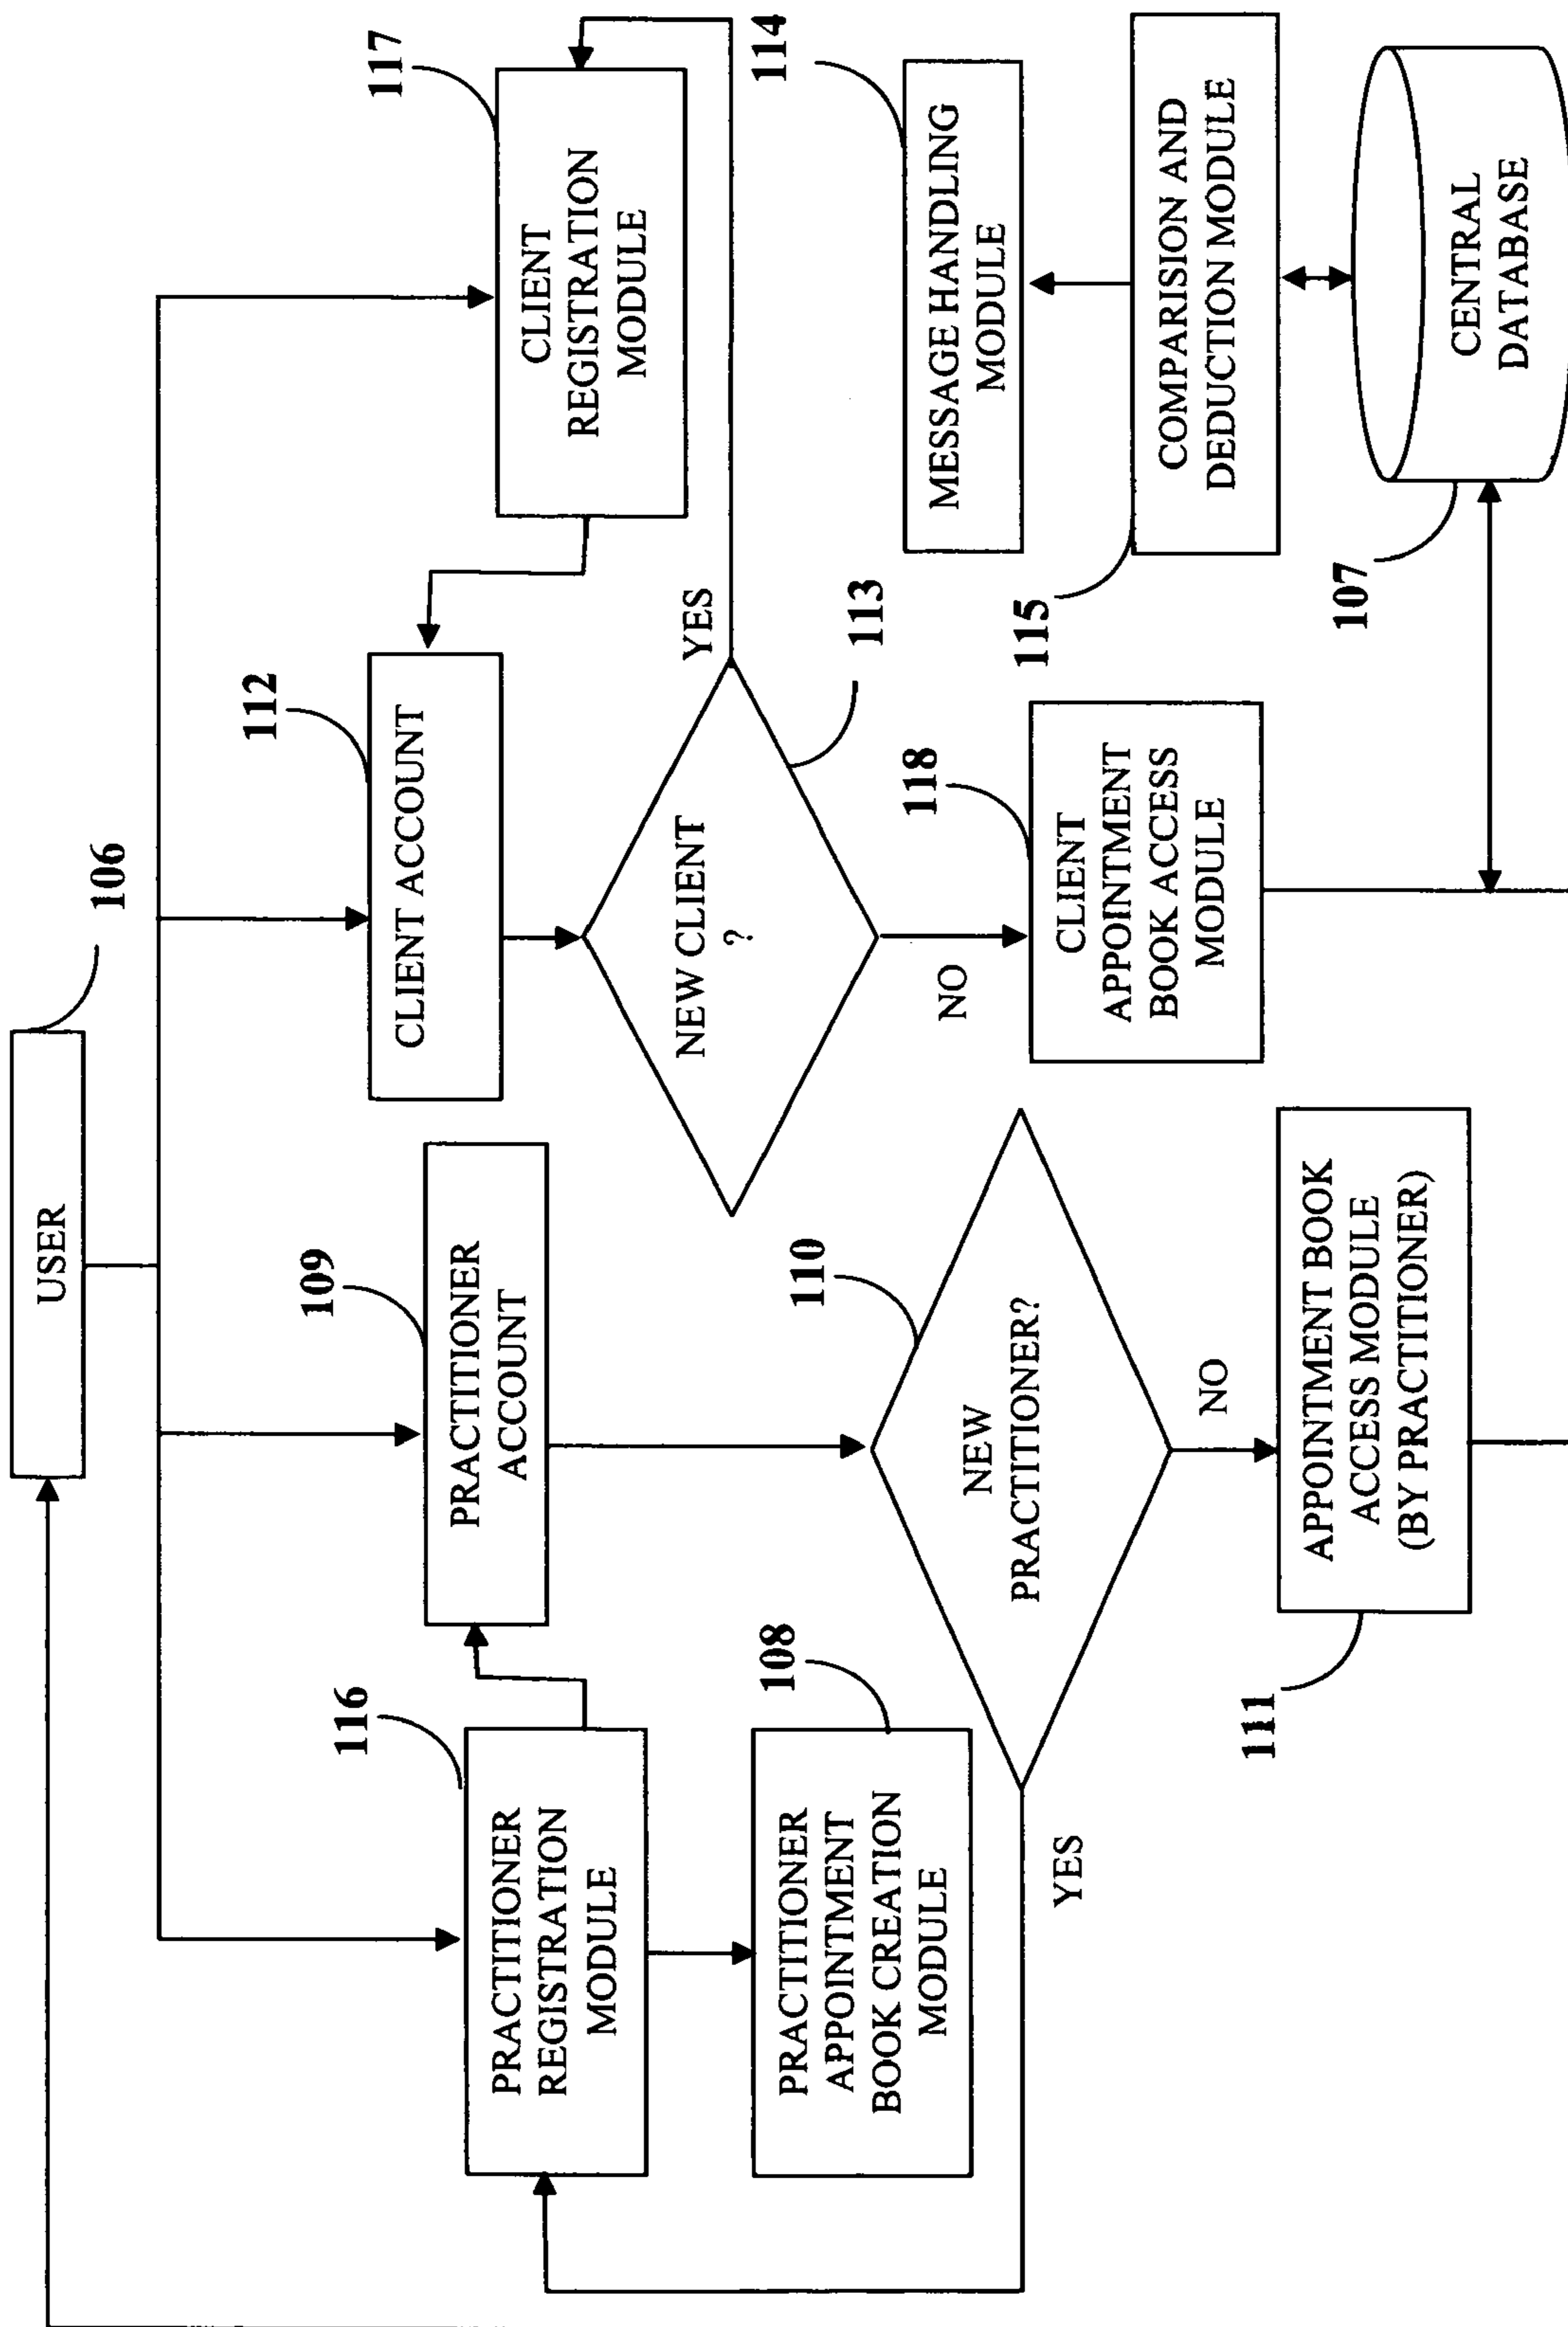 106
USER
116
PRACTITIONER
REGISTRATION
MODULE
109
PRACTITIONER
ACCOUNT
112
CLIENT ACCOUNT
117
CLIENT
REGISTRATION
MODULE
108
PRACTITIONER
APPOINTMENT
BOOK CREATION
MODULE
110
NEW
PRACTITIONER?
YES
NO
NEW CLIENT
?
113
YES
NO
114
MESSAGE HANDLING
MODULE
118
CLIENT
APPOINTMENT
BOOK ACCESS
MODULE
115
COMPARISION AND
DEDUCTION MODULE
111
APPOINTMENT BOOK
ACCESS MODULE
(BY PRACTITIONER)
107
CENTRAL
DATABASE